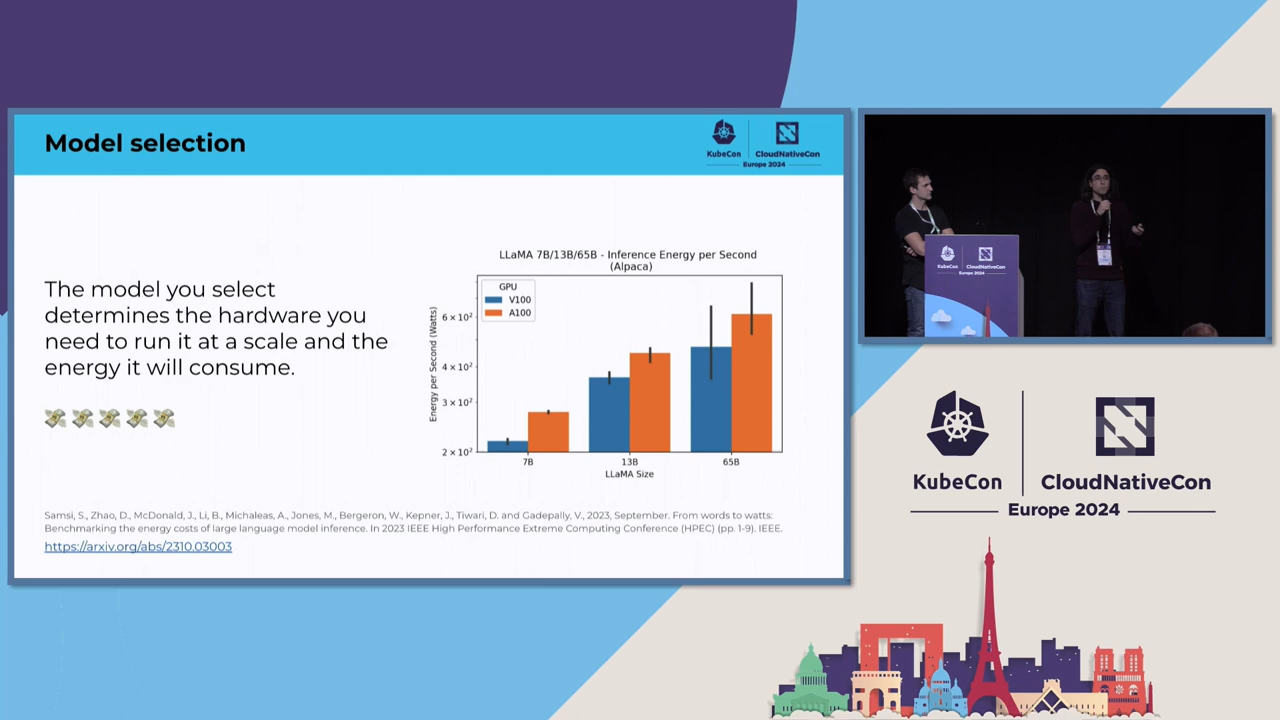 Model selection
KubeCon
CloudNativeCon
Europe 2024
The model you select
determines the hardware you
need to run it at a scale and the
energy it will consume.
LLaMA 7B/13B/65B - Inference Energy per Second
(Alpaca)
GPU
V100
A100
Energy per Second (Watts)
6 × 10²
4 × 10²
3 × 10²
2 × 10²
7B
13B
65B
LLaMA Size
Samsi, S., Zhao, D., McDonald, J., Li, B., Michaleas, A., Jones, M., Bergeron, W., Kepner, J., Tiwari, D. and Gadepally, V., 2023, September. From words to watts:
Benchmarking the energy costs of large language model inference. In 2023 IEEE High Performance Extreme Computing Conference (HPEC) (pp. 1-9). IEEE.
https://arxiv.org/abs/2310.03003
KubeCon
CloudNativeCon
Europe 2024
KubeCon
CloudNativeCon
Europe 2024